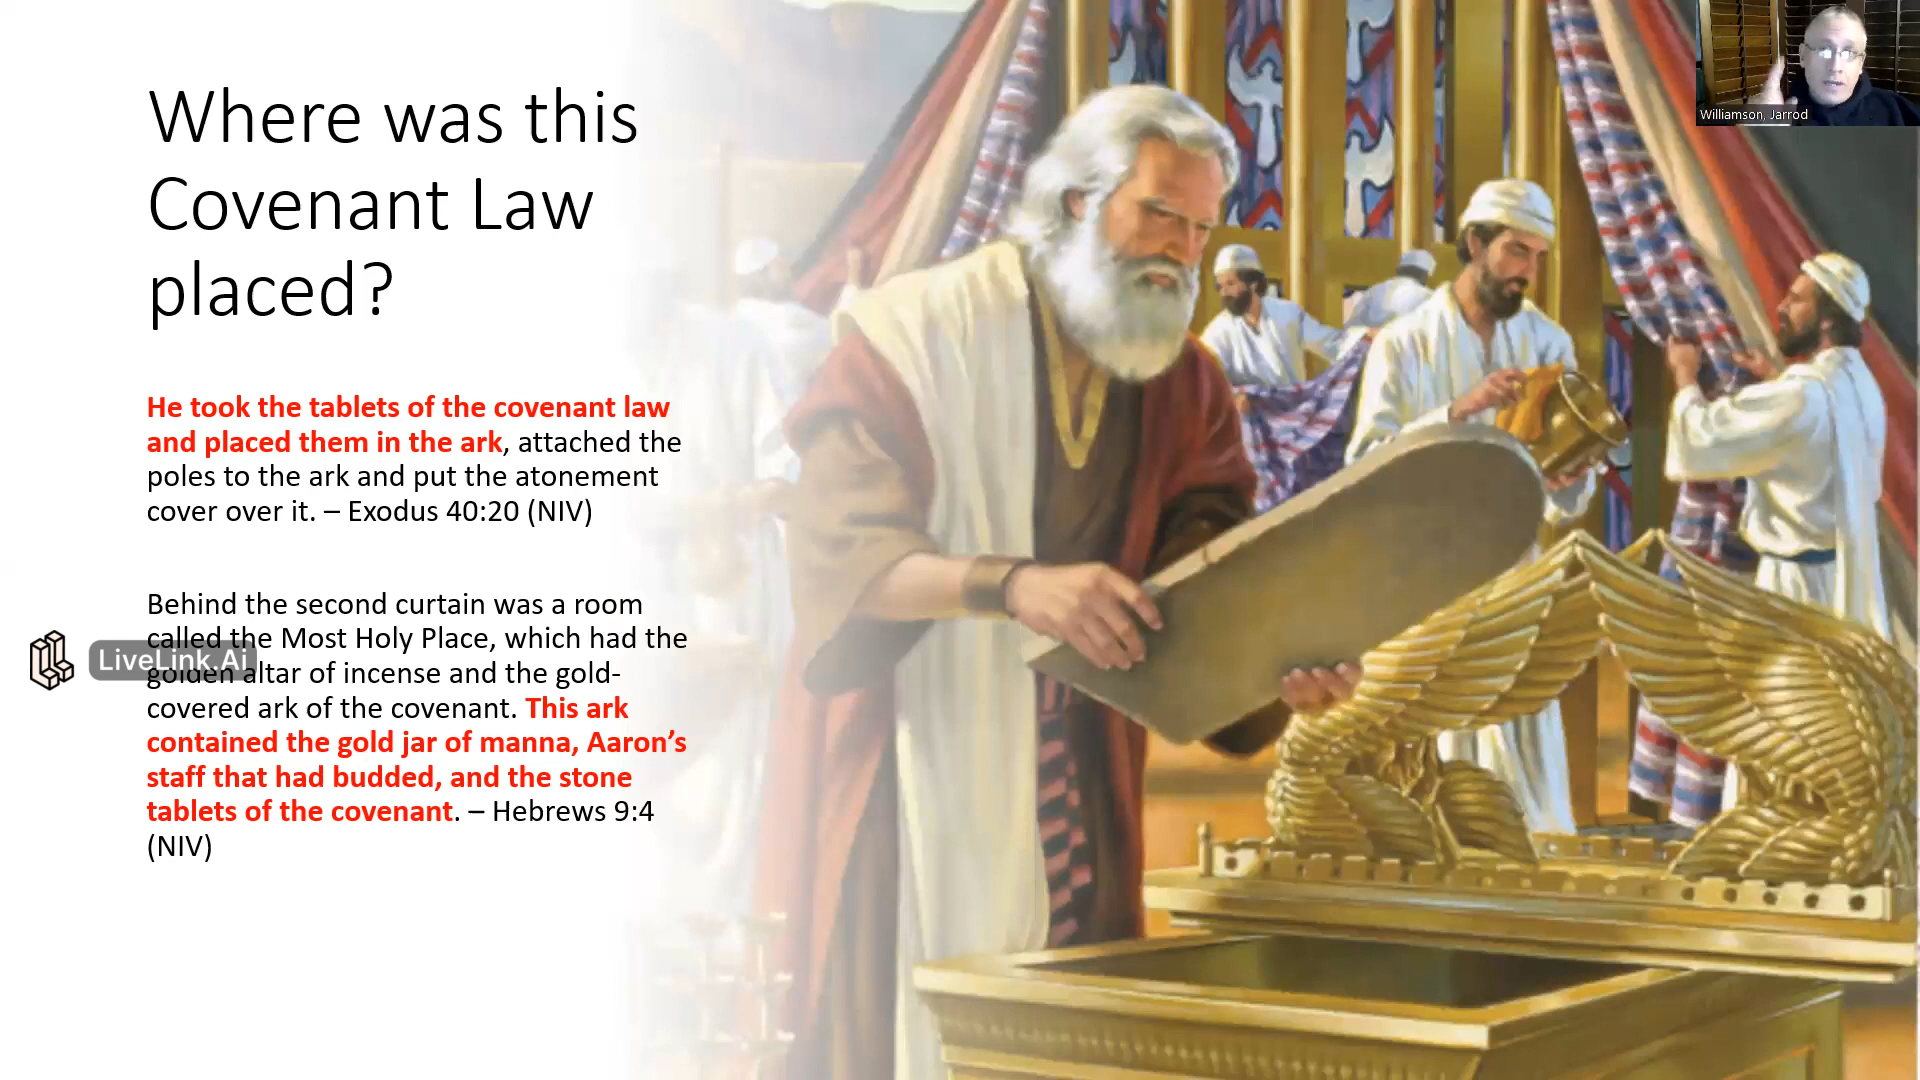 Where was this
Covenant Law
placed?
He took the tablets of the covenant law
and placed them in the ark, attached the
poles to the ark and put the atonement
cover over it. – Exodus 40:20 (NIV)
Behind the second curtain was a room
called the Most Holy Place, which had the
golden altar of incense and the gold-
covered ark of the covenant. This ark
contained the gold jar of manna, Aaron’s
staff that had budded, and the stone
tablets of the covenant. – Hebrews 9:4
(NIV)
LiveLink.Ai
Williamson, Jarrod